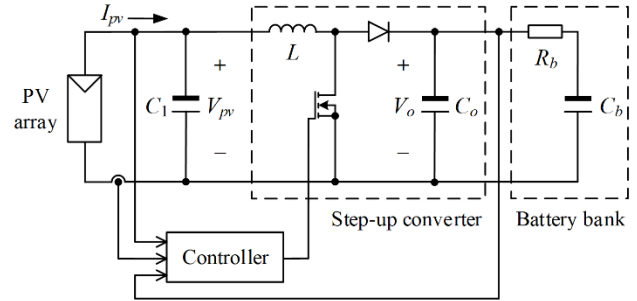 I_pv
PV
array
C_1
+
V_pv
−
L
+
V_o
−
C_o
R_b
C_b
Step-up converter
Battery bank
Controller